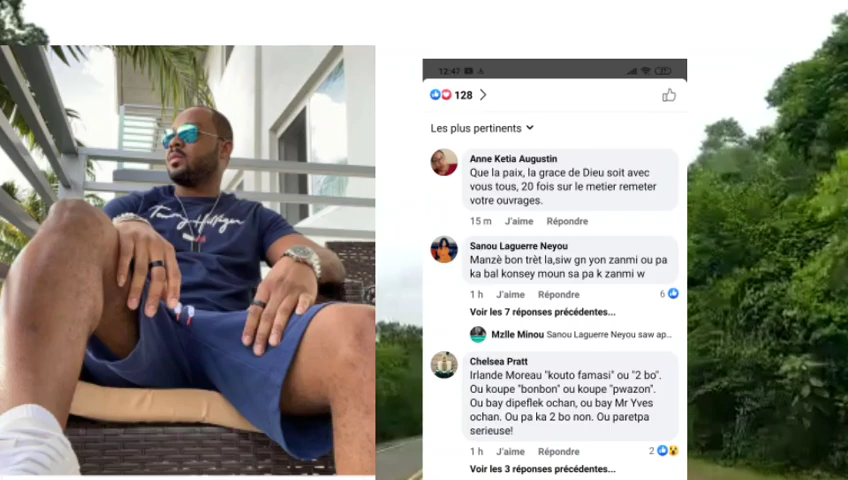 Tommy Hilfiger
12:47
128
Les plus pertinents
Anne Ketia Augustin
Que la paix, la grace de Dieu soit avec
vous tous, 20 fois sur le metier remeter
votre ouvrages.
15 m J'aime Répondre
Sanou Laguerre Neyou
Manzè bon trèt la,siw gn yon zanmi ou pa
ka bal konsey moun sa pa k zanmi w
1 h J'aime Répondre 6
Voir les 7 réponses précédentes...
Mzlle Minou Sanou Laguerre Neyou saw ap...
Chelsea Pratt
Irlande Moreau "kouto famasi" ou "2 bo".
Ou koupe "bonbon" ou koupe "pwazon".
Ou bay dipeflek ochan, ou bay Mr Yves
ochan. Ou pa ka 2 bo non. Ou paretpa
serieuse!
1 h J'aime Répondre 2
Voir les 3 réponses précédentes...